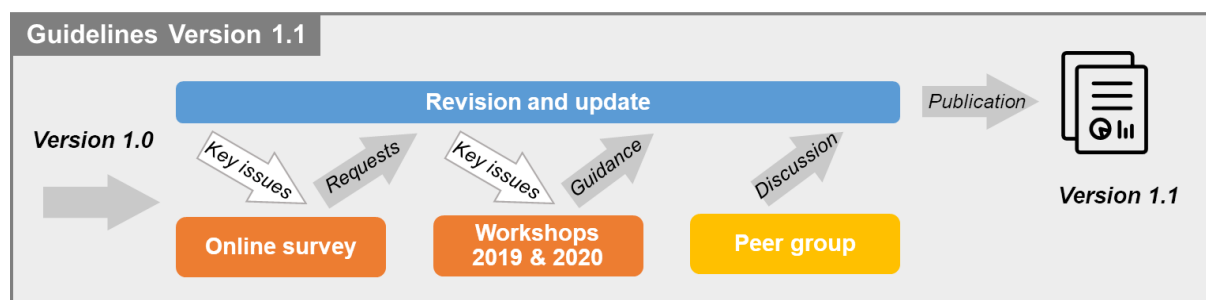 Guidelines Version 1.1
Revision and update
Publication
Version 1.0
Key issues
Requests
Key issues
Guidance
Discussion
Version 1.1
Online survey
Workshops
2019 & 2020
Peer group